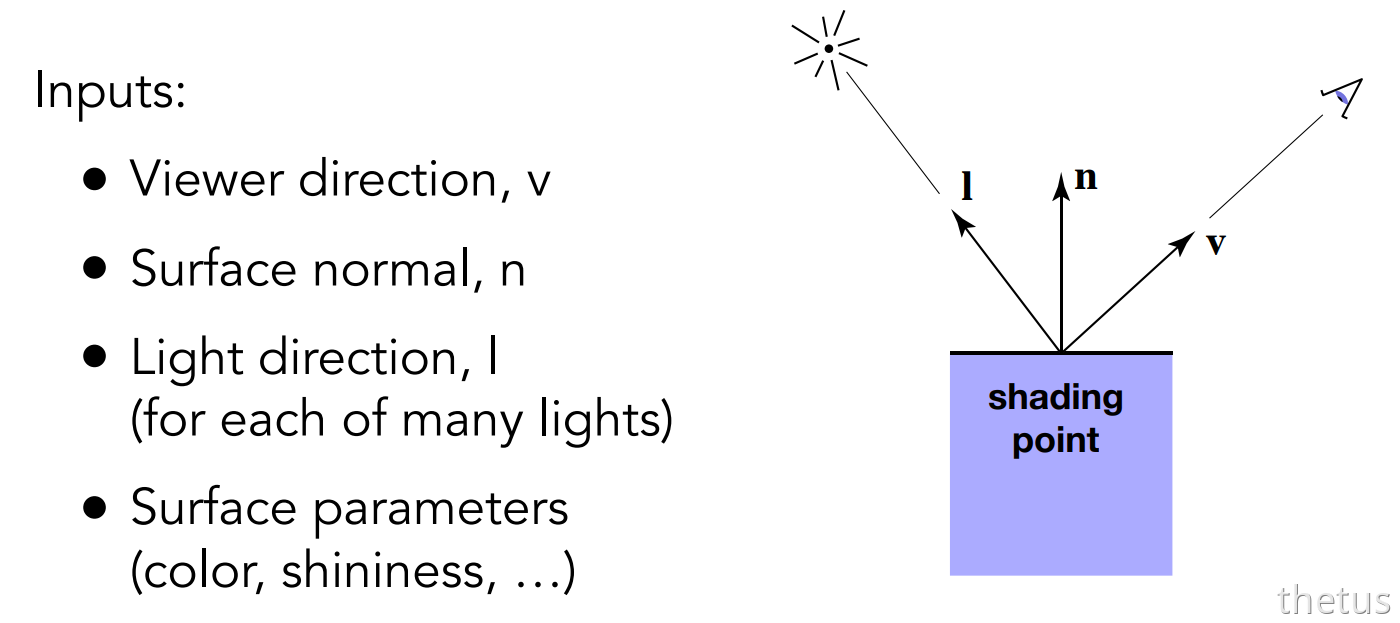 Inputs:
• Viewer direction, v
• Surface normal, n
• Light direction, l
(for each of many lights)
• Surface parameters
(color, shininess, …)
l
n
v
shading
point
thetus